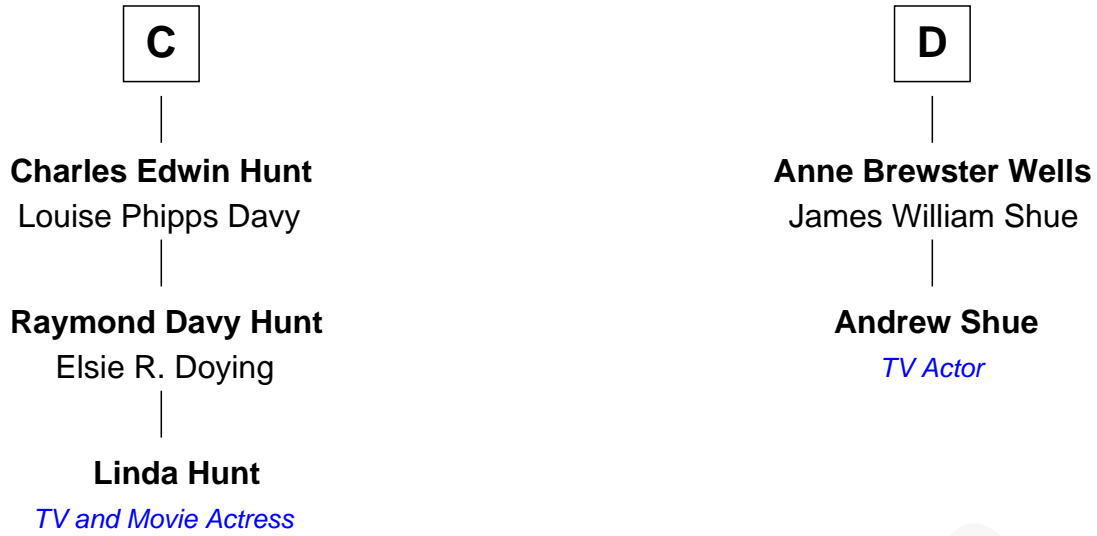 C
Charles Edwin Hunt
Louise Phipps Davy
Raymond Davy Hunt
Elsie R. Doying
Linda Hunt
TV and Movie Actress
D
Anne Brewster Wells
James William Shue
Andrew Shue
TV Actor